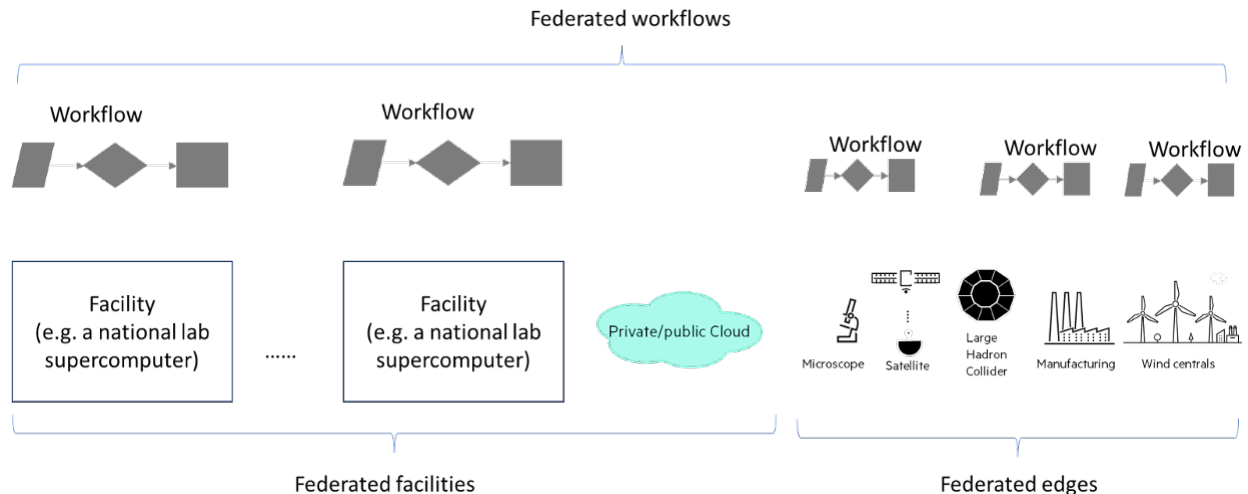 Federated workflows
Workflow
Workflow
Workflow
Workflow
Workflow
Facility
(e.g. a national lab
supercomputer)
......
Facility
(e.g. a national lab
supercomputer)
Private/public Cloud
Microscope
Satellite
Large
Hadron
Collider
Manufacturing
Wind centrals
Federated facilities
Federated edges